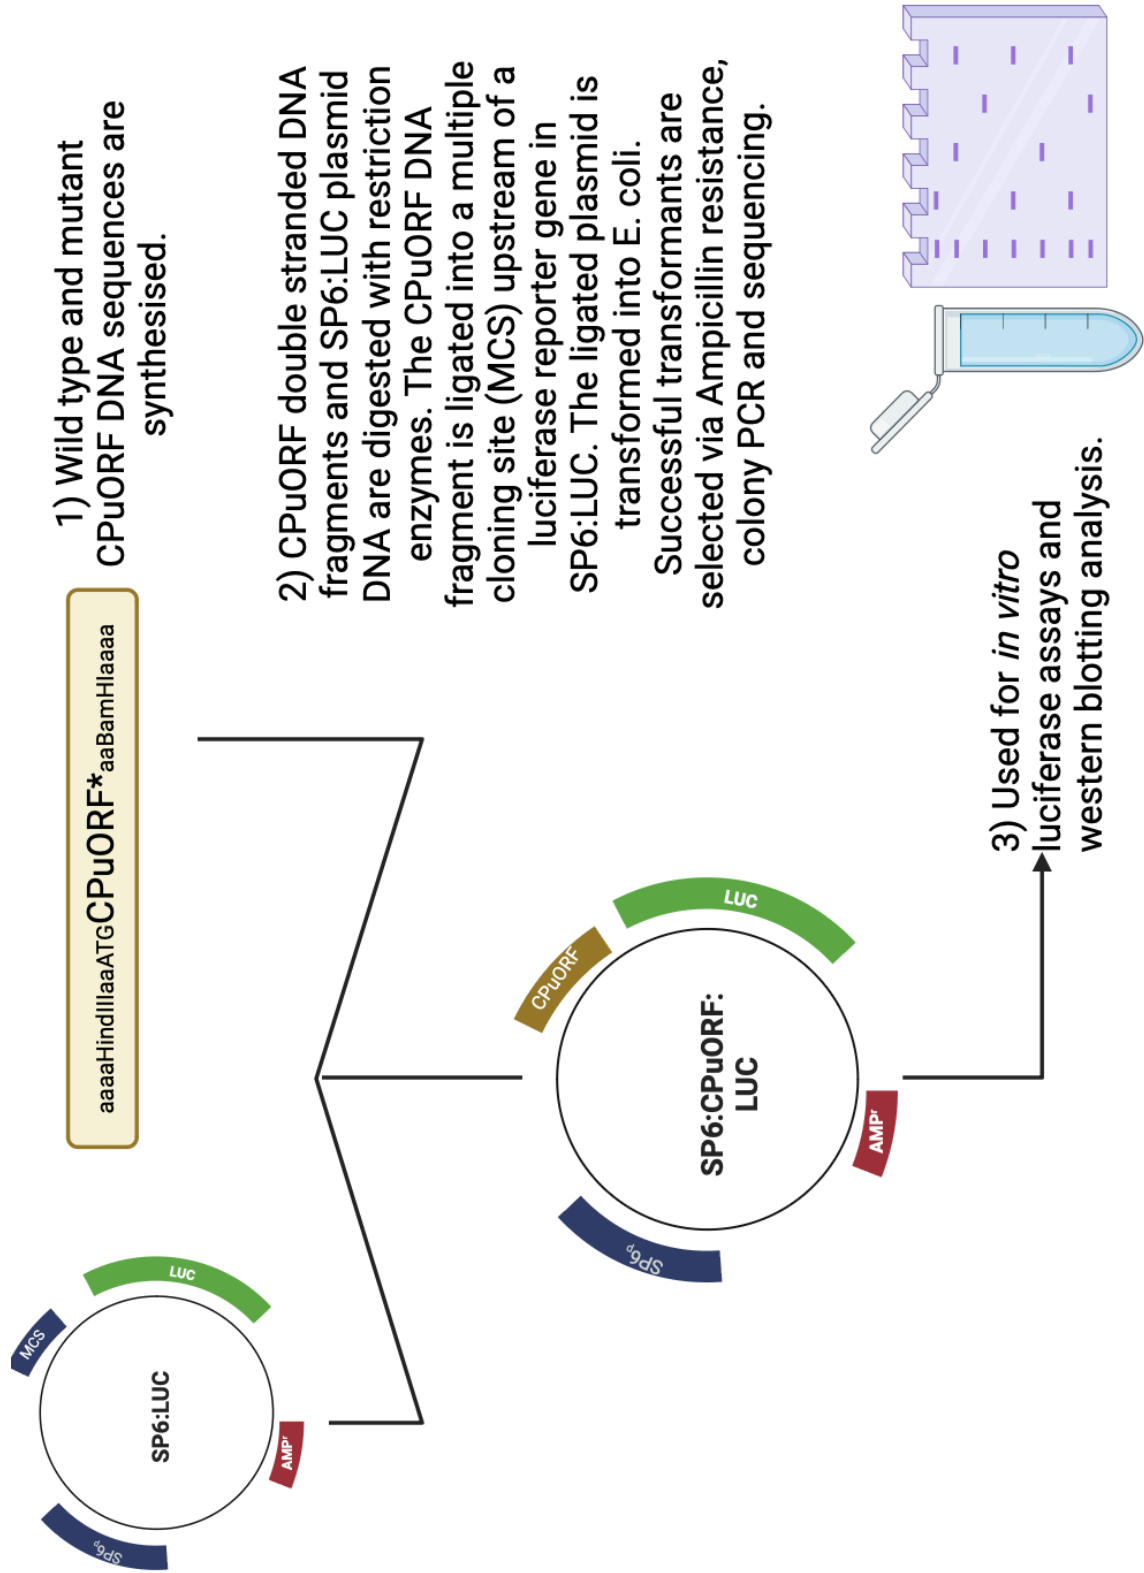 MCS
LUC
SP6:LUC
SP6p
AMPr
aaaaHindIIIaaATGCPuORF*aaBamHIaaaa
1) Wild type and mutant
CPuORF DNA sequences are
synthesised.
2) CPuORF double stranded DNA
fragments and SP6:LUC plasmid
DNA are digested with restriction
enzymes. The CPuORF DNA
fragment is ligated into a multiple
cloning site (MCS) upstream of a
luciferase reporter gene in
SP6:LUC. The ligated plasmid is
transformed into E. coli.
Successful transformants are
selected via Ampicillin resistance,
colony PCR and sequencing.
CPuORF
LUC
SP6:CPuORF:
LUC
SP6p
AMPr
3) Used for in vitro
luciferase assays and
western blotting analysis.